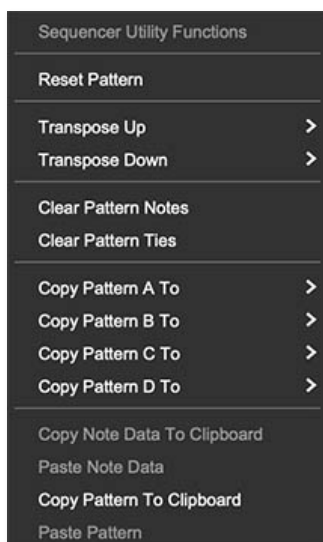 Sequencer Utility Functions
Reset Pattern
Transpose Up
Transpose Down
Clear Pattern Notes
Clear Pattern Ties
Copy Pattern A To
Copy Pattern B To
Copy Pattern C To
Copy Pattern D To
Copy Note Data To Clipboard
Paste Note Data
Copy Pattern To Clipboard
Paste Pattern